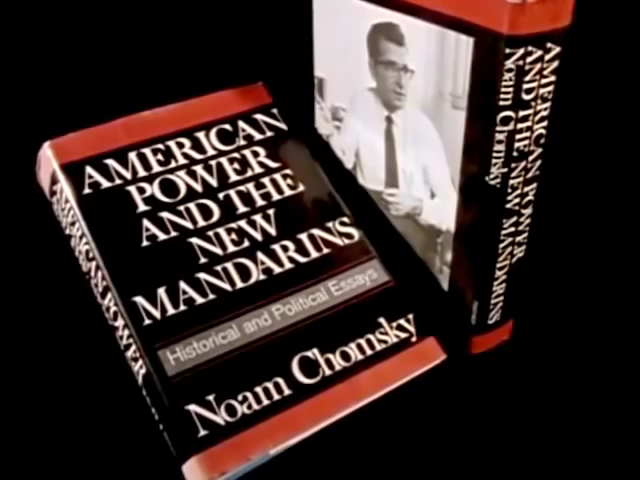 AMERICAN
POWER
AND THE
NEW
MANDARINS
Historical and Political Essays
Noam Chomsky
AMERICAN POWER
AMERICAN POWER
AND THE NEW MANDARINS
Noam Chomsky